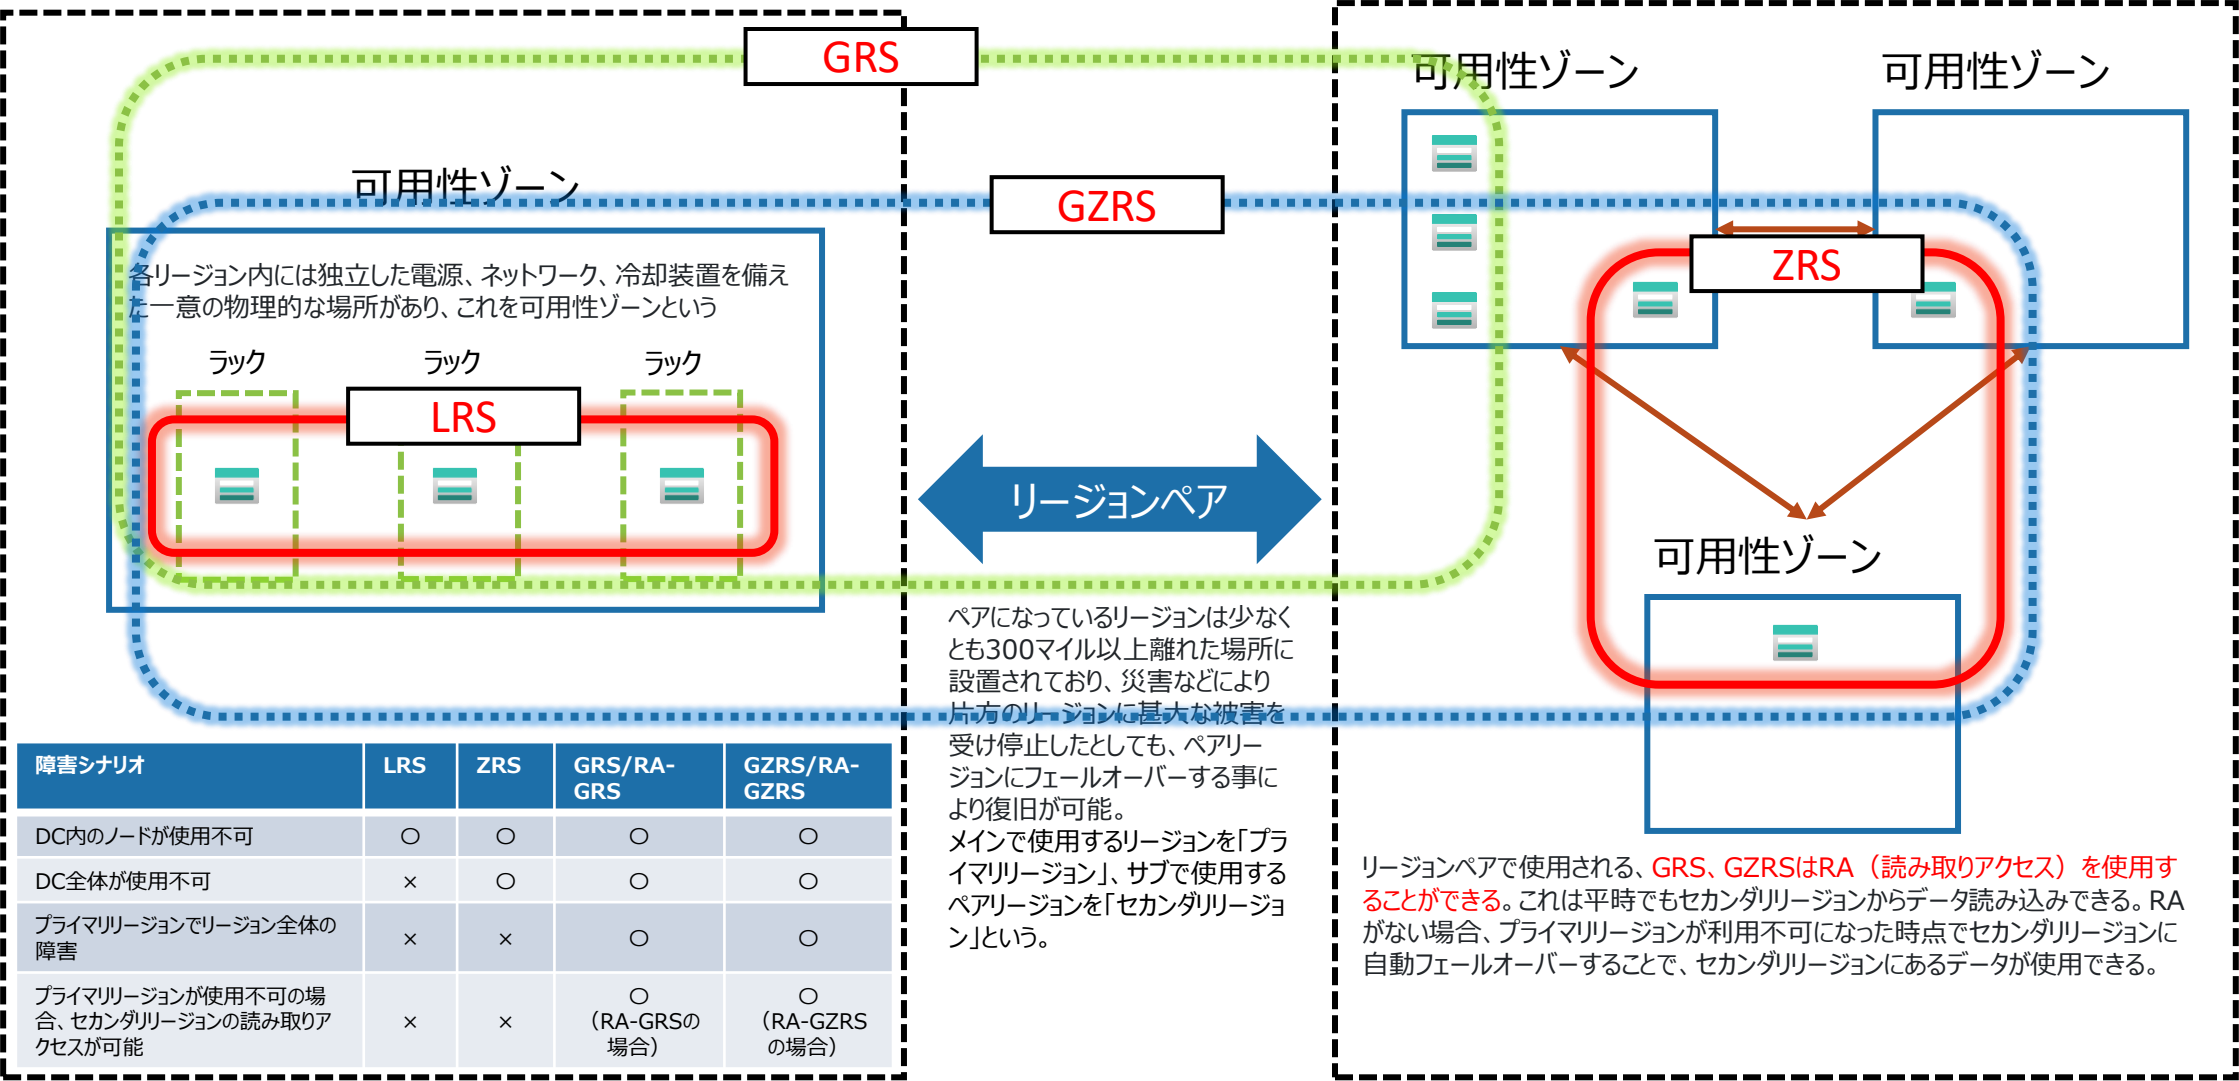 GRS
可用性ゾーン
可用性ゾーン
可用性ゾーン
GZRS
ZRS
各リージョン内には独立した電源、ネットワーク、冷却装置を備え
た一意の物理的な場所があり、これを可用性ゾーンという
ラック
ラック
ラック
LRS
リージョンペア
可用性ゾーン
ペアになっているリージョンは少なく
とも300マイル以上離れた場所に
設置されており、災害などにより
片方のリージョンに甚大な被害を
受け停止したとしても、ペアリー
ジョンにフェールオーバーする事に
より復旧が可能。
メインで使用するリージョンを「プラ
イマリリージョン」、サブで使用する
ペアリージョンを「セカンダリリージョ
ン」という。
障害シナリオ LRS ZRS GRS/RA-GRS GZRS/RA-GZRS
DC内のノードが使用不可 〇 〇 〇 〇
DC全体が使用不可 × 〇 〇 〇
プライマリリージョンでリージョン全体の
障害 × × 〇 〇
プライマリリージョンが使用不可の場
合、セカンダリリージョンの読み取りア
クセスが可能 × × 〇（RA-GRSの場合） 〇（RA-GZRSの場合）
リージョンペアで使用される、GRS、GZRSはRA（読み取りアクセス）を使用す
ることができる。これは平時でもセカンダリリージョンからデータ読み込みできる。RA
がない場合、プライマリリージョンが利用不可になった時点でセカンダリリージョンに
自動フェールオーバーすることで、セカンダリリージョンにあるデータが使用できる。